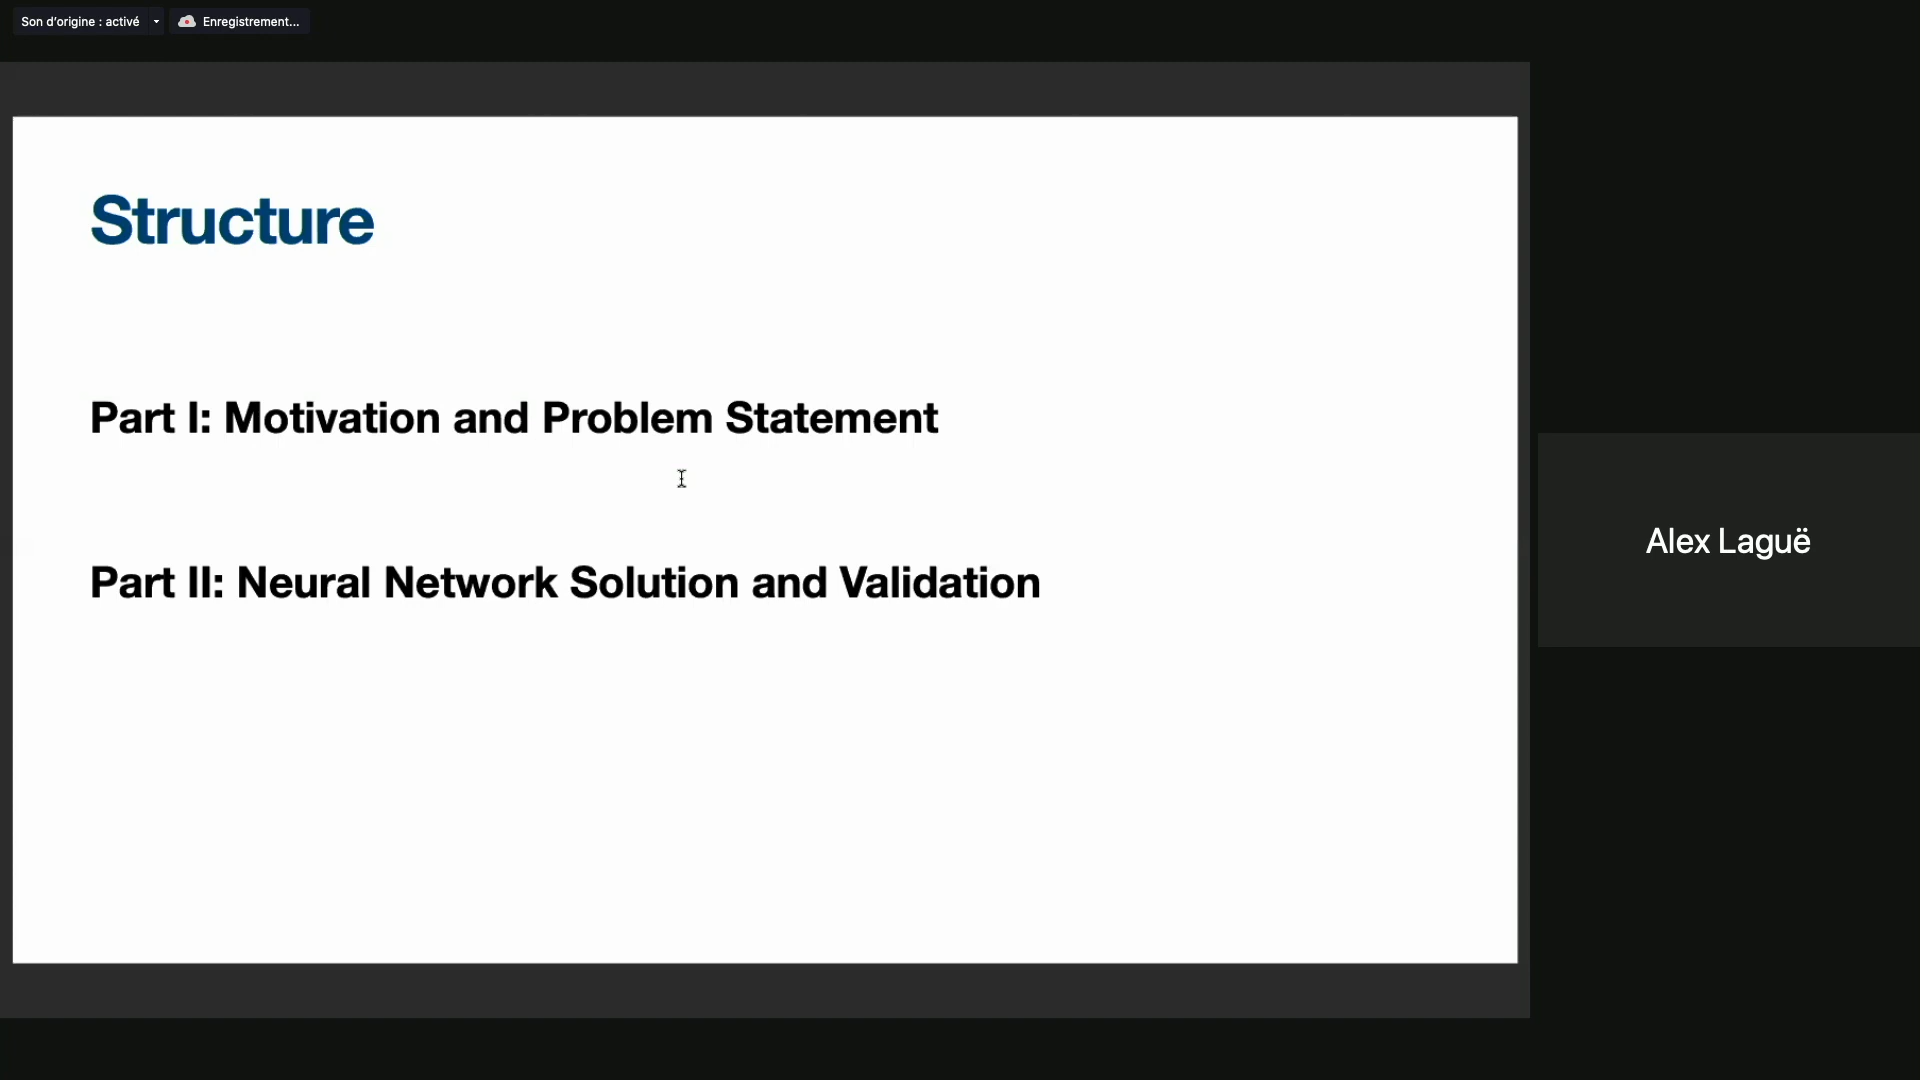 Son d'origine : activé
Enregistrement...
Structure
Part I: Motivation and Problem Statement
Part II: Neural Network Solution and Validation
Alex Laguë